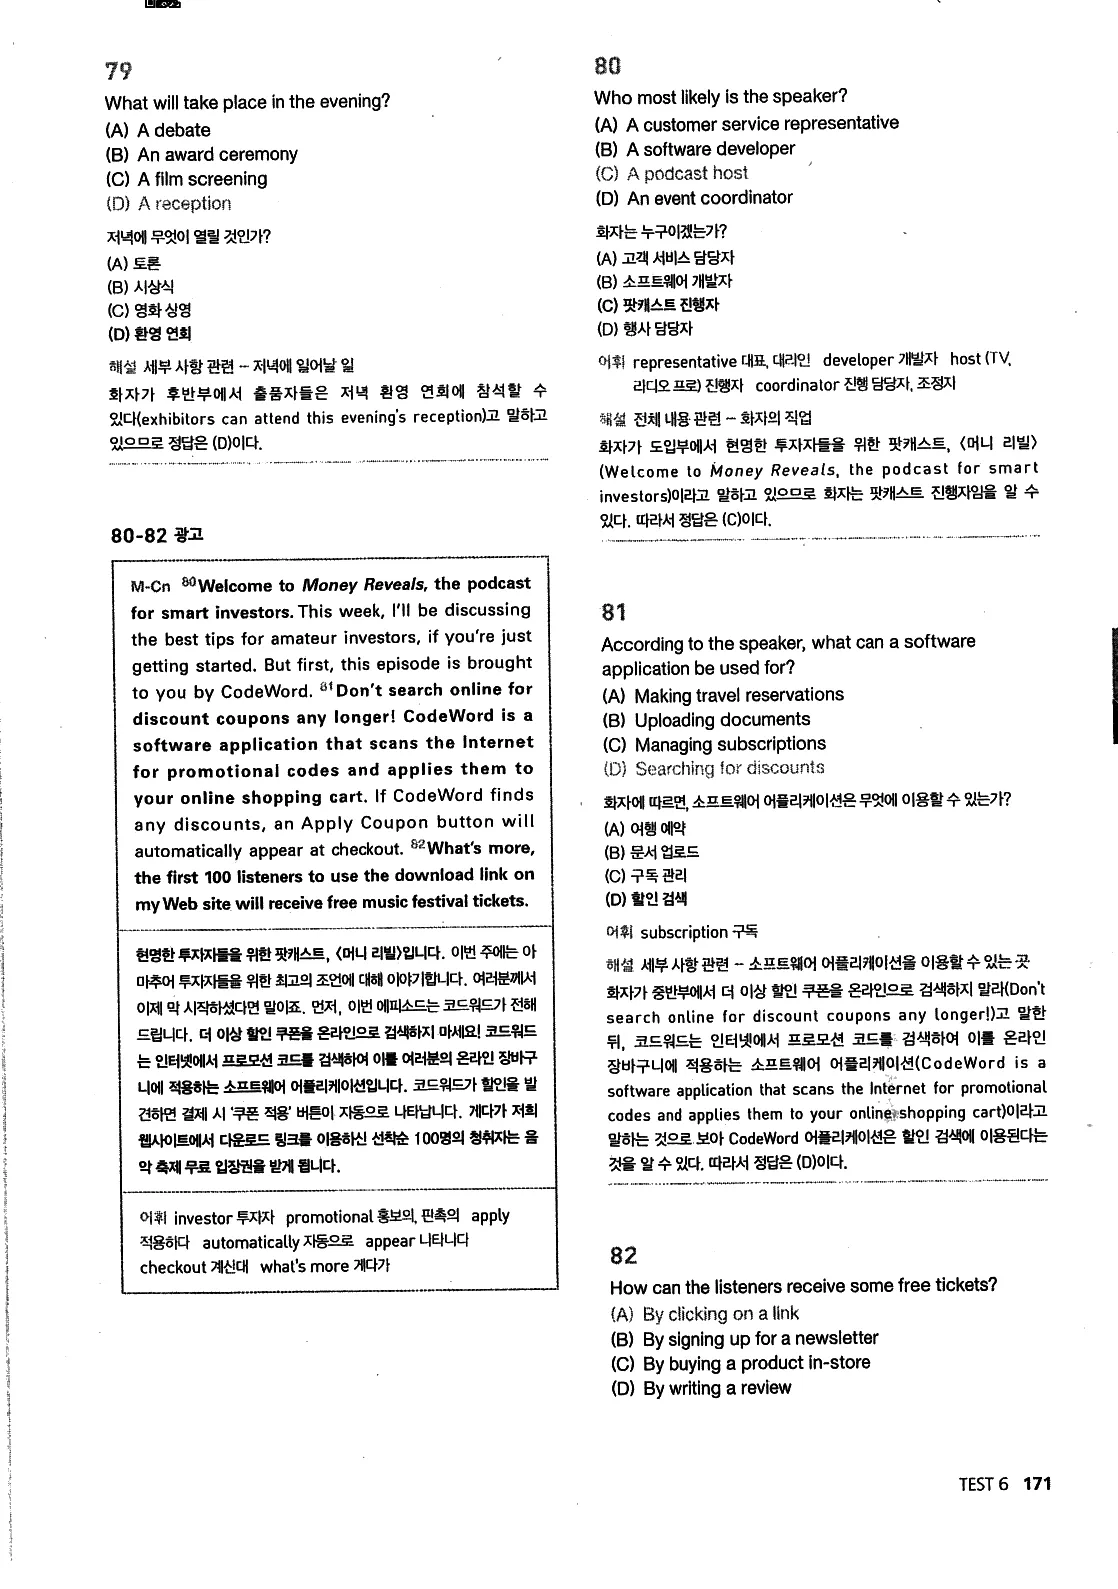 79
What will take place in the evening?
(A) A debate
(B) An award ceremony
(C) A film screening
(D) A reception
저녁에 무엇이 열릴 것인가?
(A) 토론
(B) 시상식
(C) 영화 상영
(D) 환영 연회
해설 세부 사항 관련 – 저녁에 일어날 일
화자가 후반부에서 출품자들은 저녁 환영 연회에 참석할 수
있다(exhibitors can attend this evening's reception)고 말하고
있으므로 정답은 (D)이다.
80-82 광고
M-Cn 80Welcome to Money Reveals, the podcast
for smart investors. This week, I'll be discussing
the best tips for amateur investors, if you're just
getting started. But first, this episode is brought
to you by CodeWord. 81Don't search online for
discount coupons any longer! CodeWord is a
software application that scans the Internet
for promotional codes and applies them to
your online shopping cart. If CodeWord finds
any discounts, an Apply Coupon button will
automatically appear at checkout. 82What's more,
the first 100 listeners to use the download link on
my Web site will receive free music festival tickets.
현명한 투자자들을 위한 팟캐스트, 〈머니 리빌〉입니다. 이번 주에는 아
마추어 투자자들을 위한 최고의 조언에 대해 이야기합니다. 여러분께서
이제 막 시작하셨다면 말이죠. 먼저, 이번 에피소드는 코드워드가 전해
드립니다. 더 이상 할인 쿠폰을 온라인으로 검색하지 마세요! 코드워드
는 인터넷에서 프로모션 코드를 검색하여 이를 여러분의 온라인 장바구
니에 적용하는 소프트웨어 어플리케이션입니다. 코드워드가 할인을 발
견하면 결제 시 '쿠폰 적용' 버튼이 자동으로 나타납니다. 게다가 저희
웹사이트에서 다운로드 링크를 이용하신 선착순 100명의 청취자는 음
악 축제 무료 입장권을 받게 됩니다.
어휘 investor 투자자 promotional 홍보의, 판촉의 apply
적용하다 automatically 자동으로 appear 나타나다
checkout 계산대 what's more 게다가
80
Who most likely is the speaker?
(A) A customer service representative
(B) A software developer
(C) A podcast host
(D) An event coordinator
화자는 누구이겠는가?
(A) 고객 서비스 담당자
(B) 소프트웨어 개발자
(C) 팟캐스트 진행자
(D) 행사 담당자
어휘 representative 대표, 대리인 developer 개발자 host (TV,
라디오 프로) 진행자 coordinator 진행 담당자, 조정자
해설 전체 내용 관련 – 화자의 직업
화자가 도입부에서 현명한 투자자들을 위한 팟캐스트, 〈머니 리빌〉
(Welcome to Money Reveals, the podcast for smart
investors)이라고 말하고 있으므로 화자는 팟캐스트 진행자임을 알 수
있다. 따라서 정답은 (C)이다.
81
According to the speaker, what can a software
application be used for?
(A) Making travel reservations
(B) Uploading documents
(C) Managing subscriptions
(D) Searching for discounts
화자에 따르면, 소프트웨어 어플리케이션은 무엇에 이용할 수 있는가?
(A) 여행 예약
(B) 문서 업로드
(C) 구독 관리
(D) 할인 검색
어휘 subscription 구독
해설 세부 사항 관련 – 소프트웨어 어플리케이션을 이용할 수 있는 곳
화자가 중반부에서 더 이상 할인 쿠폰을 온라인으로 검색하지 말라(Don't
search online for discount coupons any longer!)고 말한
뒤, 코드워드는 인터넷에서 프로모션 코드를 검색하여 이를 온라인
장바구니에 적용하는 소프트웨어 어플리케이션(CodeWord is a
software application that scans the Internet for promotional
codes and applies them to your online shopping cart)이라고
말하는 것으로 보아 CodeWord 어플리케이션은 할인 검색에 이용된다는
것을 알 수 있다. 따라서 정답은 (D)이다.
82
How can the listeners receive some free tickets?
(A) By clicking on a link
(B) By signing up for a newsletter
(C) By buying a product in-store
(D) By writing a review
TEST 6 171